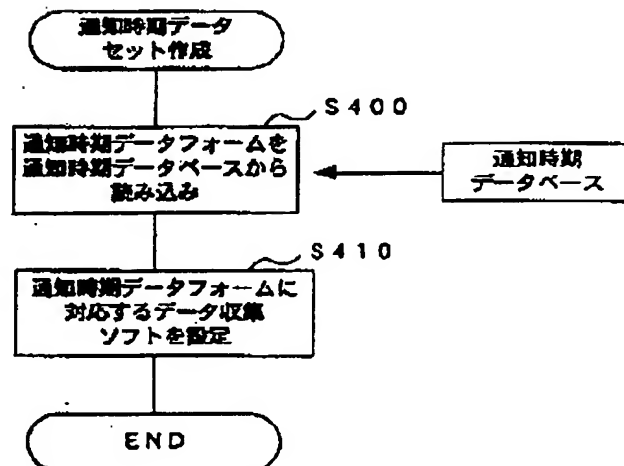 通知時期データ
セット作成
S400
通知時期データフォームを
通知時期データベースから
読み込み
通知時期
データベース
S410
通知時期データフォームに
対応するデータ収集
ソフトを設定
END